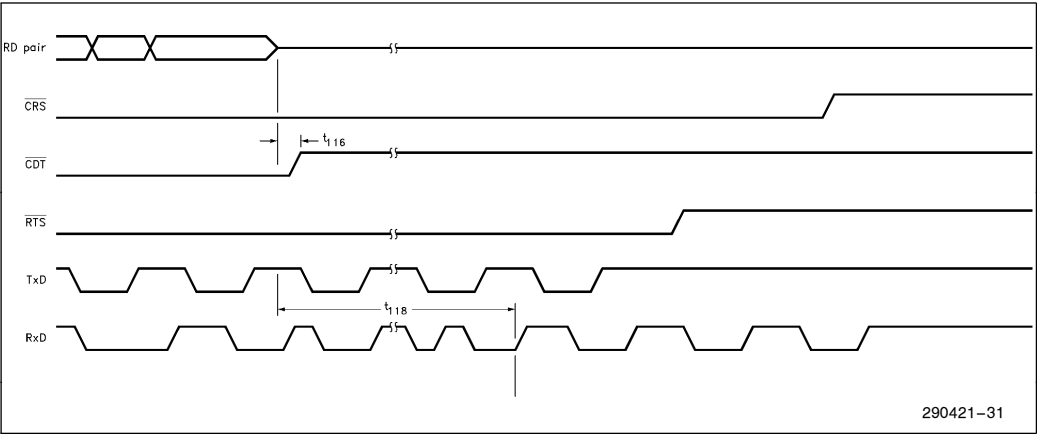 RD pair
CRS
t116
CDT
RTS
TxD
t118
RxD
290421-31